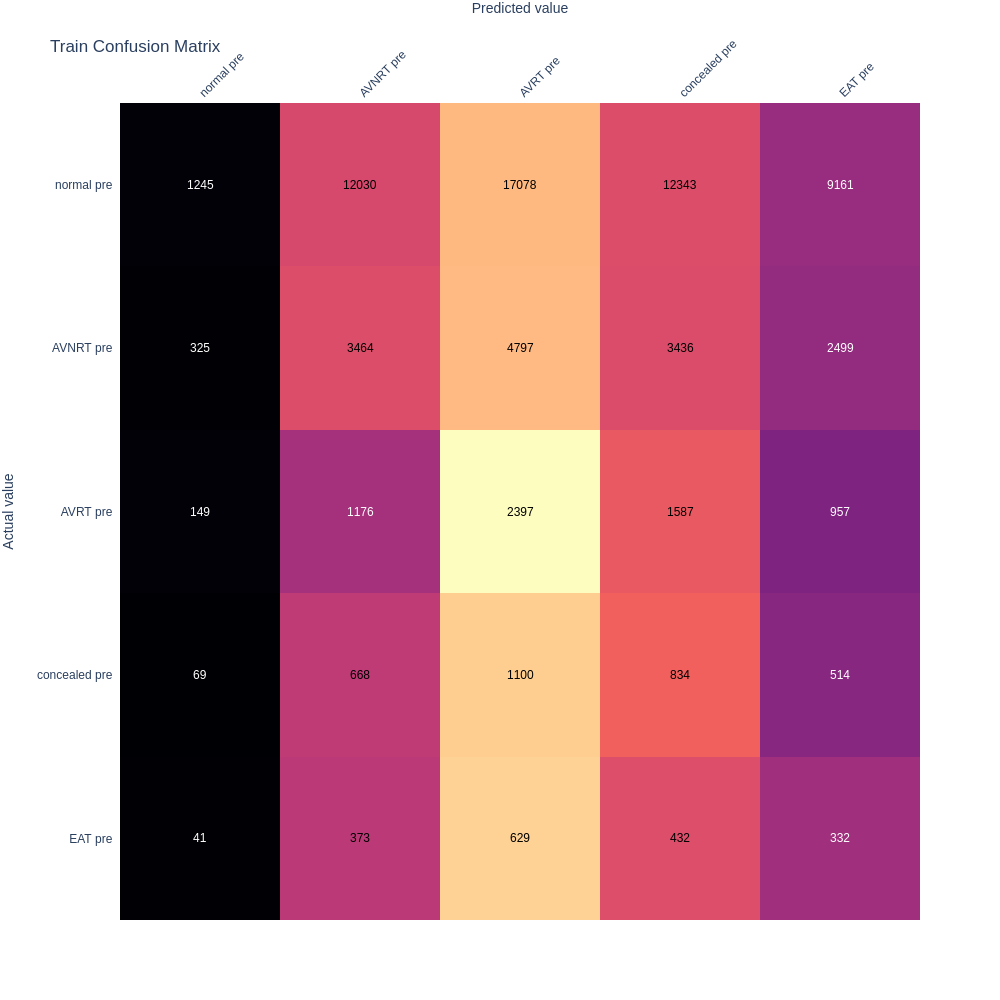 Predicted value
Train Confusion Matrix
normal pre AVNRT pre AVRT pre concealed pre EAT pre
normal pre 1245 12030 17078 12343 9161
AVNRT pre 325 3464 4797 3436 2499
Actual value
AVRT pre 149 1176 2397 1587 957
concealed pre 69 668 1100 834 514
EAT pre 41 373 629 432 332